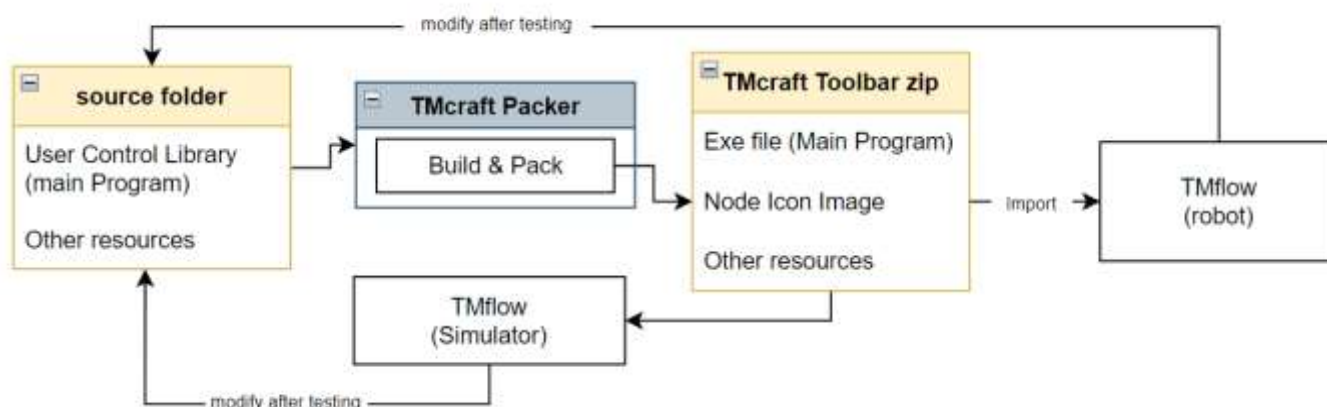 modify after testing
source folder
User Control Library
(main Program)
Other resources
TMcraft Packer
Build & Pack
TMcraft Toolbar zip
Exe file (Main Program)
Node Icon Image
Other resources
Import
TMflow
(robot)
TMflow
(Simulator)
modify after testing